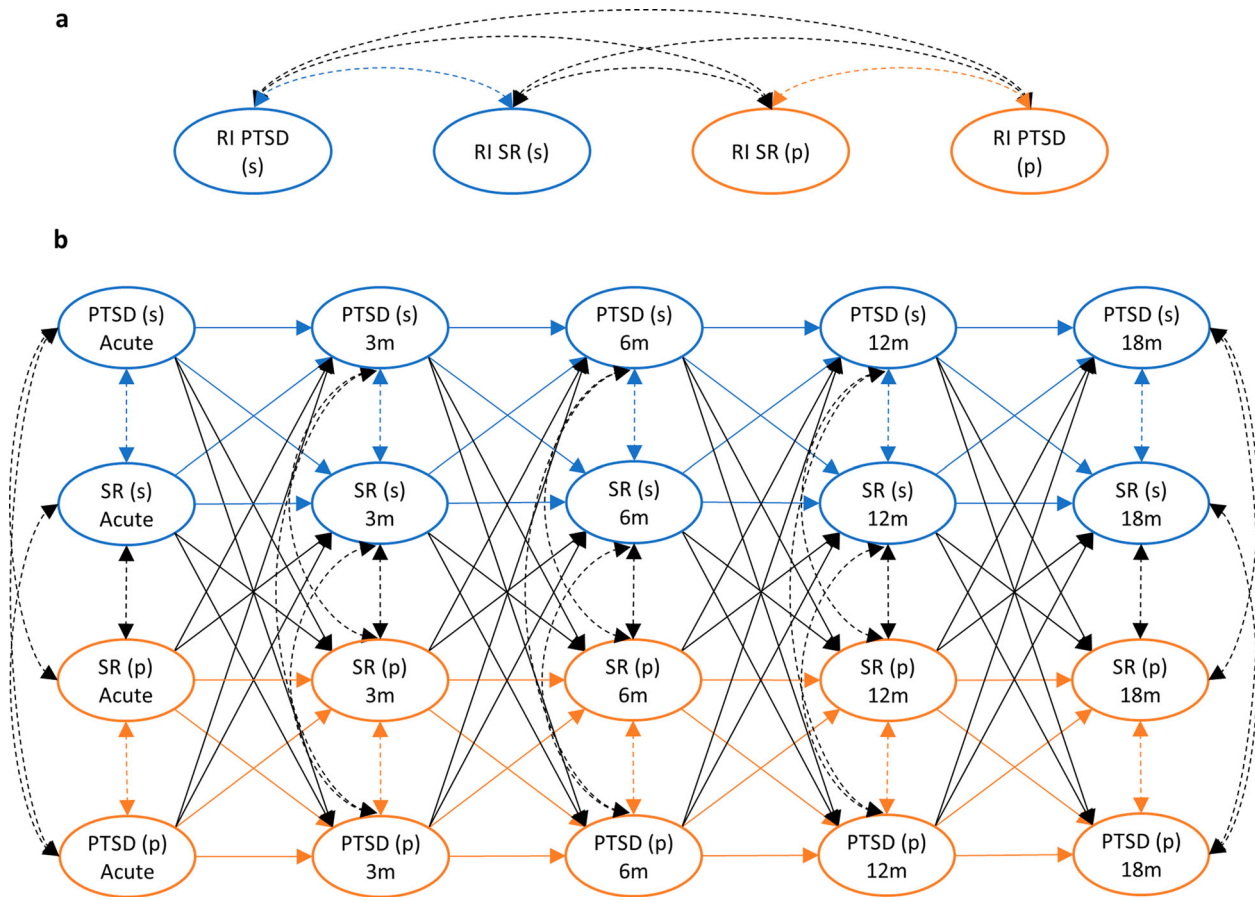 a
RI PTSD
(s)
RI SR (s)
RI SR (p)
RI PTSD
(p)
b
PTSD (s)
Acute
PTSD (s)
3m
PTSD (s)
6m
PTSD (s)
12m
PTSD (s)
18m
SR (s)
Acute
SR (s)
3m
SR (s)
6m
SR (s)
12m
SR (s)
18m
SR (p)
Acute
SR (p)
3m
SR (p)
6m
SR (p)
12m
SR (p)
18m
PTSD (p)
Acute
PTSD (p)
3m
PTSD (p)
6m
PTSD (p)
12m
PTSD (p)
18m